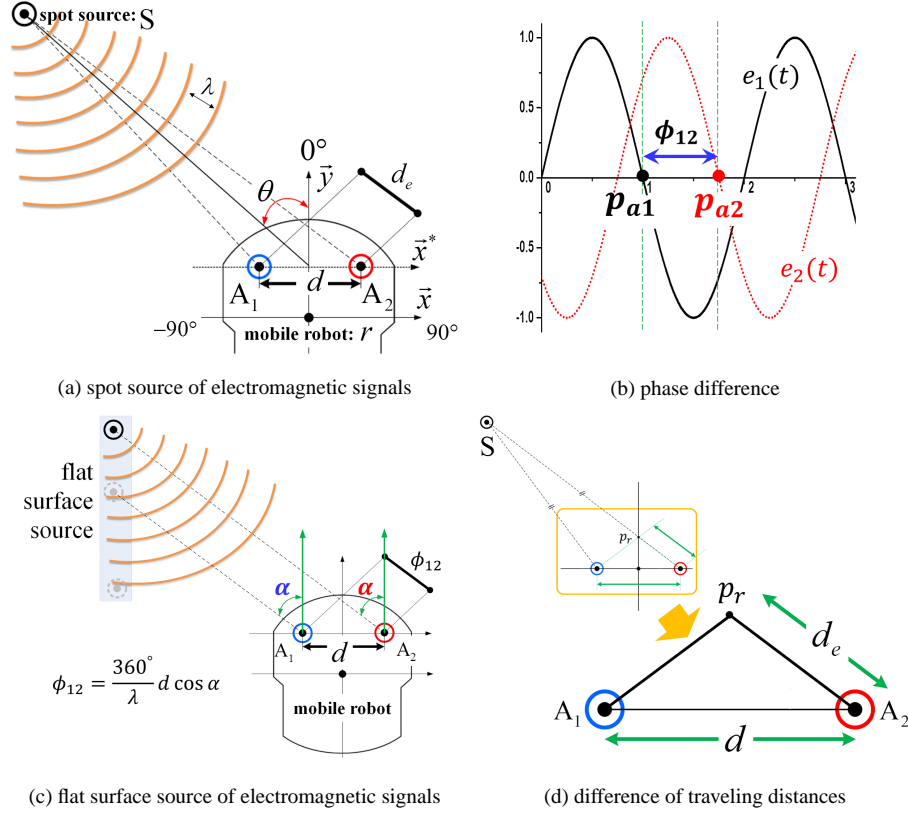 spot source: S
λ
0°
y⃗
θ
d_e
x⃗*
A₁ d A₂
x⃗
−90° mobile robot: r 90°
(a) spot source of electromagnetic signals
1.0
0.5
0.0
-0.5
-1.0
0 1 2 3
e₁(t)
ϕ₁₂
p_a1 p_a2
e₂(t)
(b) phase difference
flat
surface
source
ϕ₁₂
α α
A₁ d A₂
ϕ₁₂ = 360°/λ d cos α
mobile robot
(c) flat surface source of electromagnetic signals
S
p_r
p_r
d_e
A₁ A₂
d
(d) difference of traveling distances